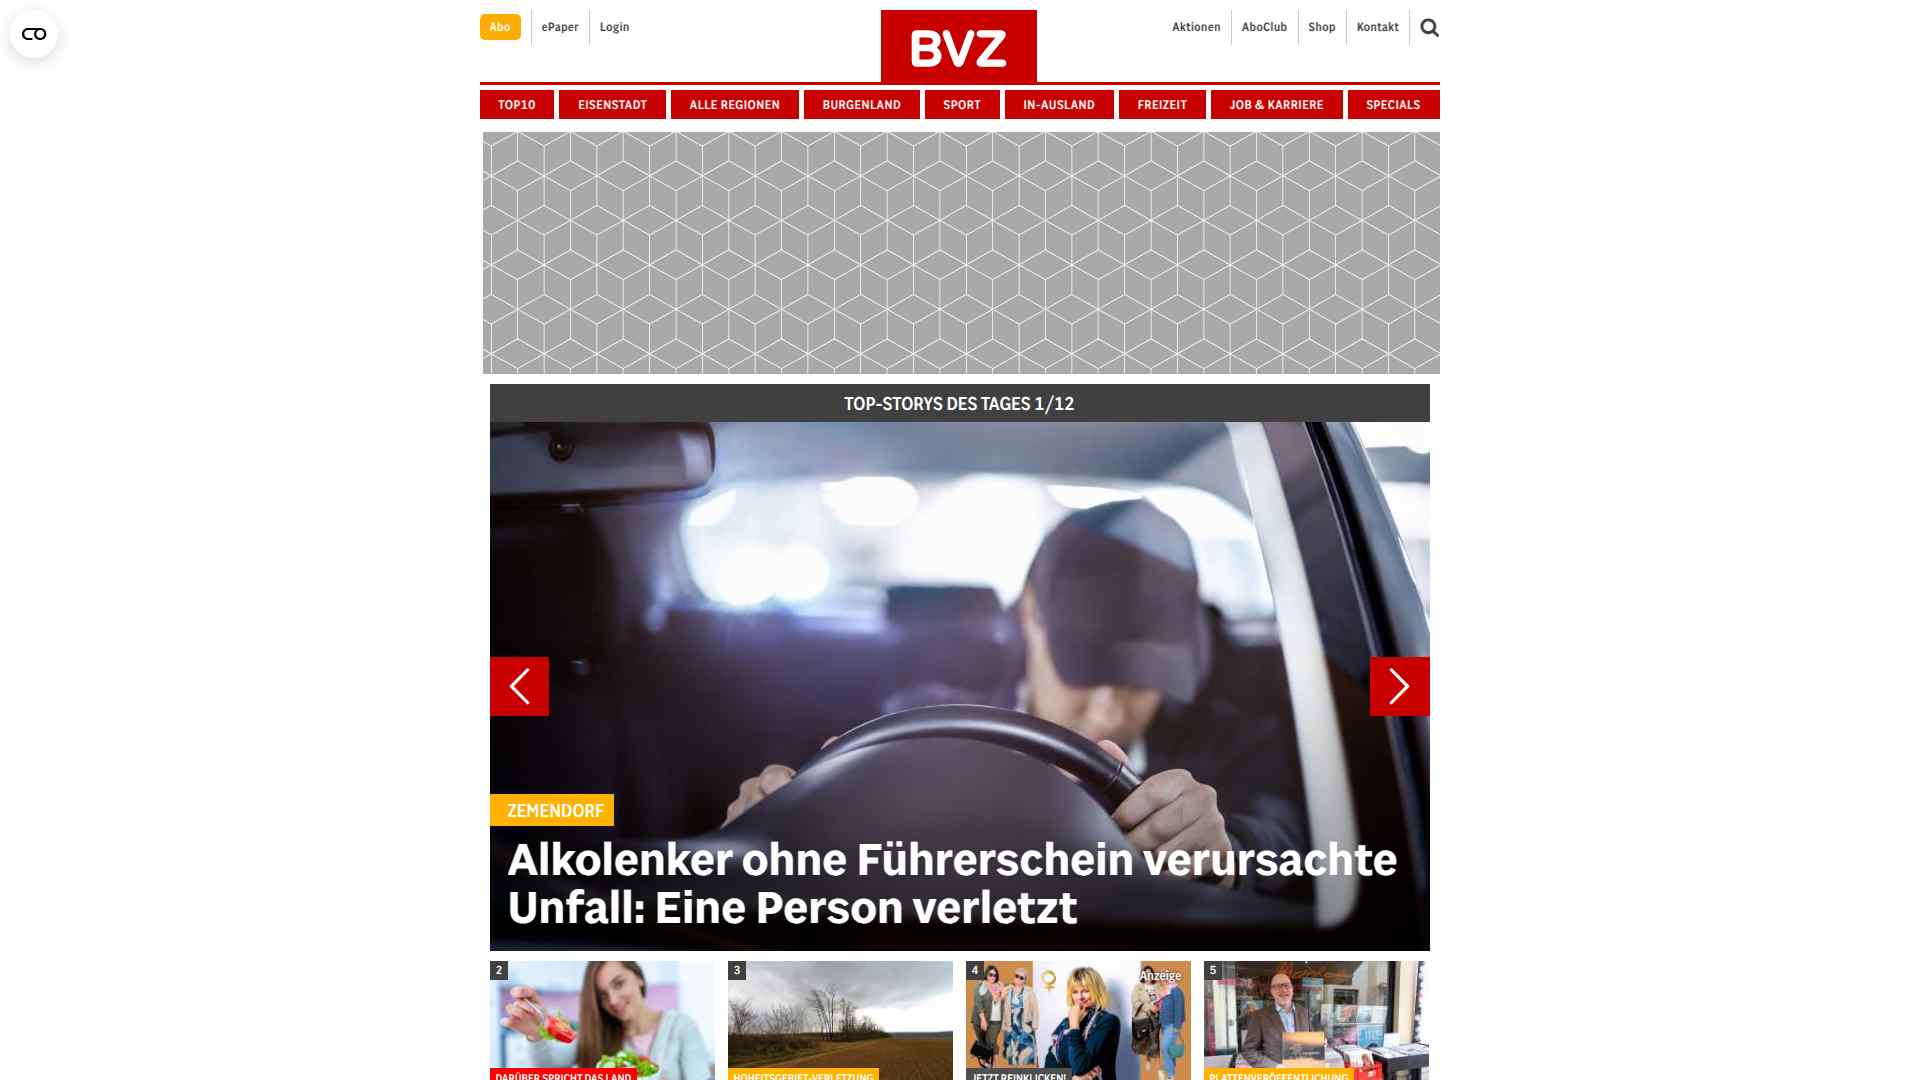 Abo
ePaper
Login
BVZ
Aktionen
AboClub
Shop
Kontakt
TOP10
EISENSTADT
ALLE REGIONEN
BURGENLAND
SPORT
IN-AUSLAND
FREIZEIT
JOB & KARRIERE
SPECIALS
TOP-STORYS DES TAGES 1/12
ZEMENDORF
Alkolenker ohne Führerschein verursachte
Unfall: Eine Person verletzt
2
3
4
Anzeige
5
DARÜBER SPRICHT DAS LAND
HOHEITSGEBIET-VERLETZUNG
JETZT REINKLICKEN!
PLATTENVERÖFFENTLICHUNG